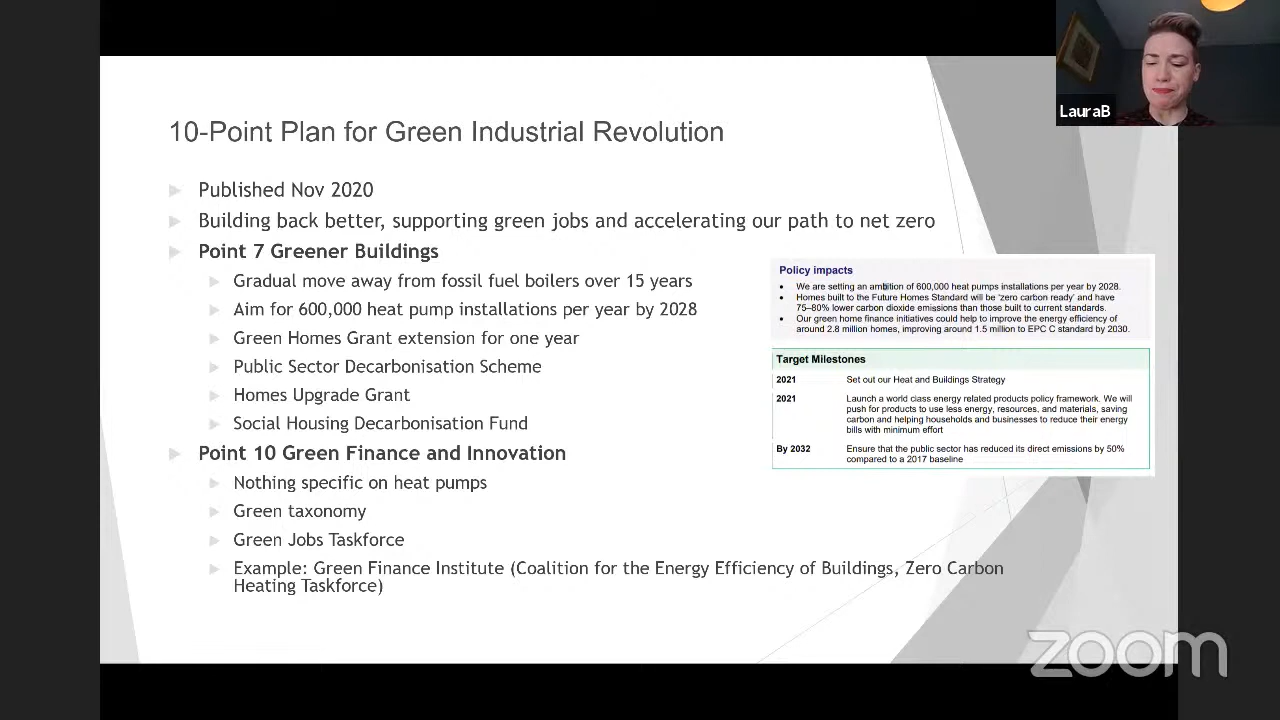 LauraB
10-Point Plan for Green Industrial Revolution
Published Nov 2020
Building back better, supporting green jobs and accelerating our path to net zero
Point 7 Greener Buildings
Gradual move away from fossil fuel boilers over 15 years
Aim for 600,000 heat pump installations per year by 2028
Green Homes Grant extension for one year
Public Sector Decarbonisation Scheme
Homes Upgrade Grant
Social Housing Decarbonisation Fund
Point 10 Green Finance and Innovation
Nothing specific on heat pumps
Green taxonomy
Green Jobs Taskforce
Example: Green Finance Institute (Coalition for the Energy Efficiency of Buildings, Zero Carbon
Heating Taskforce)
Policy impacts
We are setting an ambition of 600,000 heat pumps installations per year by 2028.
Homes built to the Future Homes Standard will be 'zero carbon ready' and have
75–80% lower carbon dioxide emissions than those built to current standards.
Our green home finance initiatives could help to improve the energy efficiency of
around 2.8 million homes, improving around 1.5 million to EPC C standard by 2030.
Target Milestones
2021 Set out our Heat and Buildings Strategy
2021 Launch a world class energy related products policy framework. We will
push for products to use less energy, resources, and materials, saving
carbon and helping households and businesses to reduce their energy
bills with minimum effort
By 2032 Ensure that the public sector has reduced its direct emissions by 50%
compared to a 2017 baseline
zoom